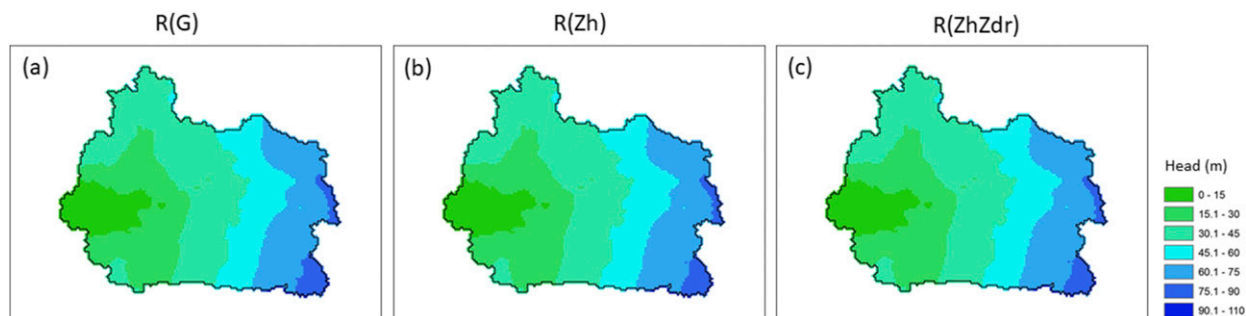 R(G)
R(Zh)
R(ZhZdr)
(a)
(b)
(c)
Head (m)
0 - 15
15.1 - 30
30.1 - 45
45.1 - 60
60.1 - 75
75.1 - 90
90.1 - 110